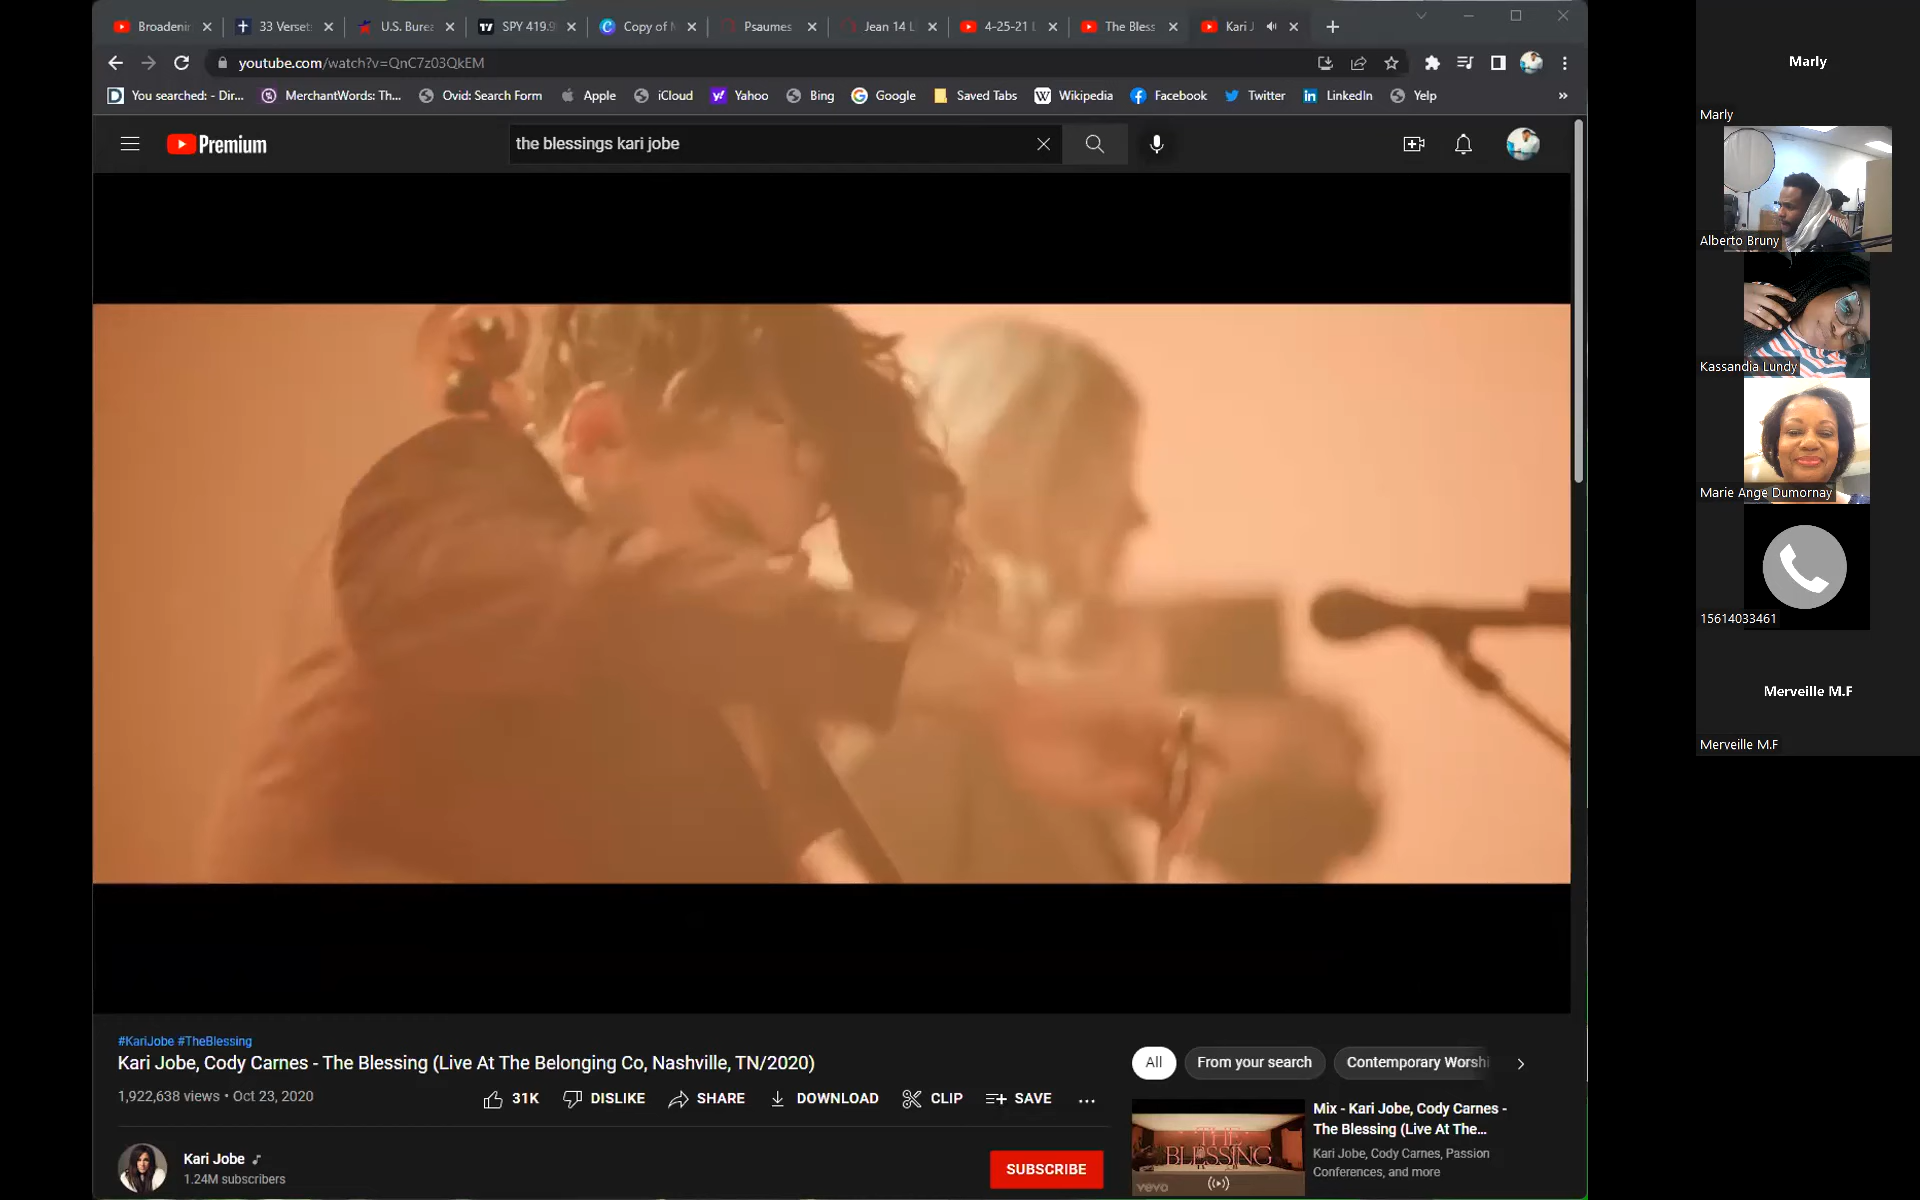 Broadenin
33 Verset
U.S. Burea
SPY 419.9
Copy of M
Psaumes
Jean 14 L
4-25-21
The Bless
Kari J
youtube.com/watch?v=QnC7z03QkEM
You searched: - Dir...
MerchantWords: Th...
Ovid: Search Form
Apple
iCloud
Yahoo
Bing
Google
Saved Tabs
Wikipedia
Facebook
Twitter
LinkedIn
Yelp
»
Premium
the blessings kari jobe
#KariJobe #TheBlessing
Kari Jobe, Cody Carnes - The Blessing (Live At The Belonging Co, Nashville, TN/2020)
1,922,638 views • Oct 23, 2020
31K
DISLIKE
SHARE
DOWNLOAD
CLIP
SAVE
...
Kari Jobe
1.24M subscribers
SUBSCRIBE
All
From your search
Contemporary Worshi
THE
BLESSING
vevo
Mix - Kari Jobe, Cody Carnes -
The Blessing (Live At The...
Kari Jobe, Cody Carnes, Passion
Conferences, and more
Marly
Marly
Alberto Bruny
Kassandia Lundy
Marie Ange Dumornay
15614033461
Merveille M.F
Merveille M.F